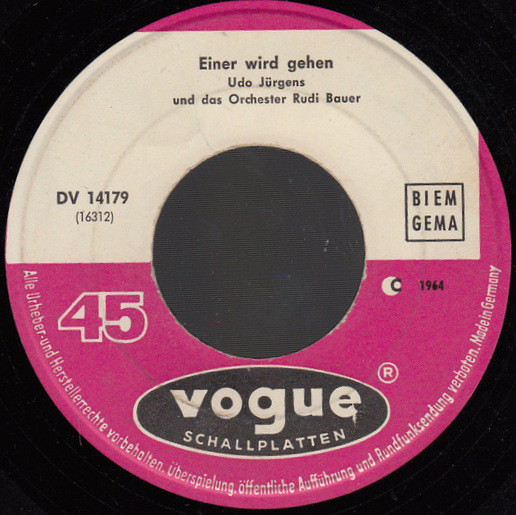 Einer wird gehen
Udo Jürgens
und das Orchester Rudi Bauer
DV 14179
(16312)
BIEM
GEMA
45
1964
vogue ®
SCHALLPLATTEN
Alle Urheber- und Herstellerrechte vorbehalten. Überspielung, öffentliche Aufführung und Rundfunksendung verboten. Made in Germany